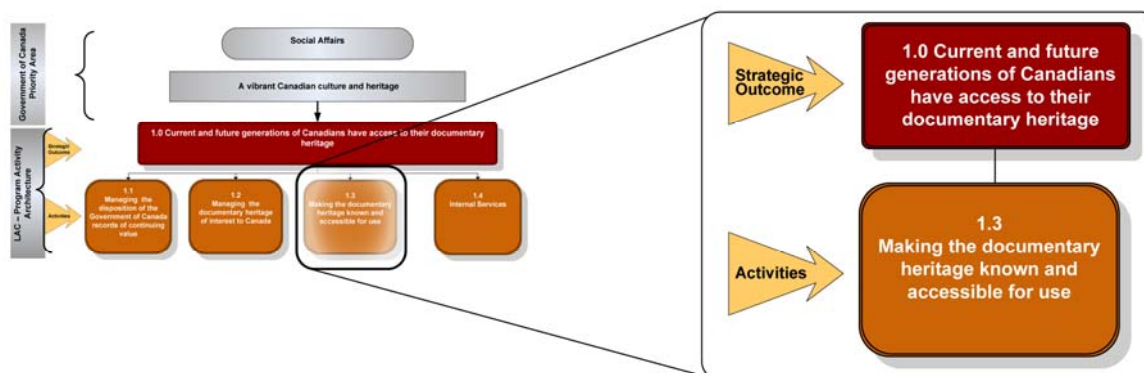 Government of Canada
Priority Area
Social Affairs
A vibrant Canadian culture and heritage
LAC – Program Activity
Architecture
Strategic
Outcome
1.0 Current and future generations of Canadians have access to their documentary
heritage
Activities
1.1
Managing the
disposition of the
Government of Canada
records of continuing
value
1.2
Managing the
documentary heritage
of interest to Canada
1.3
Making the documentary
heritage known and
accessible for use
1.4
Internal Services
Strategic
Outcome
1.0 Current and future
generations of Canadians
have access to their
documentary heritage
Activities
1.3
Making the documentary
heritage known and
accessible for use